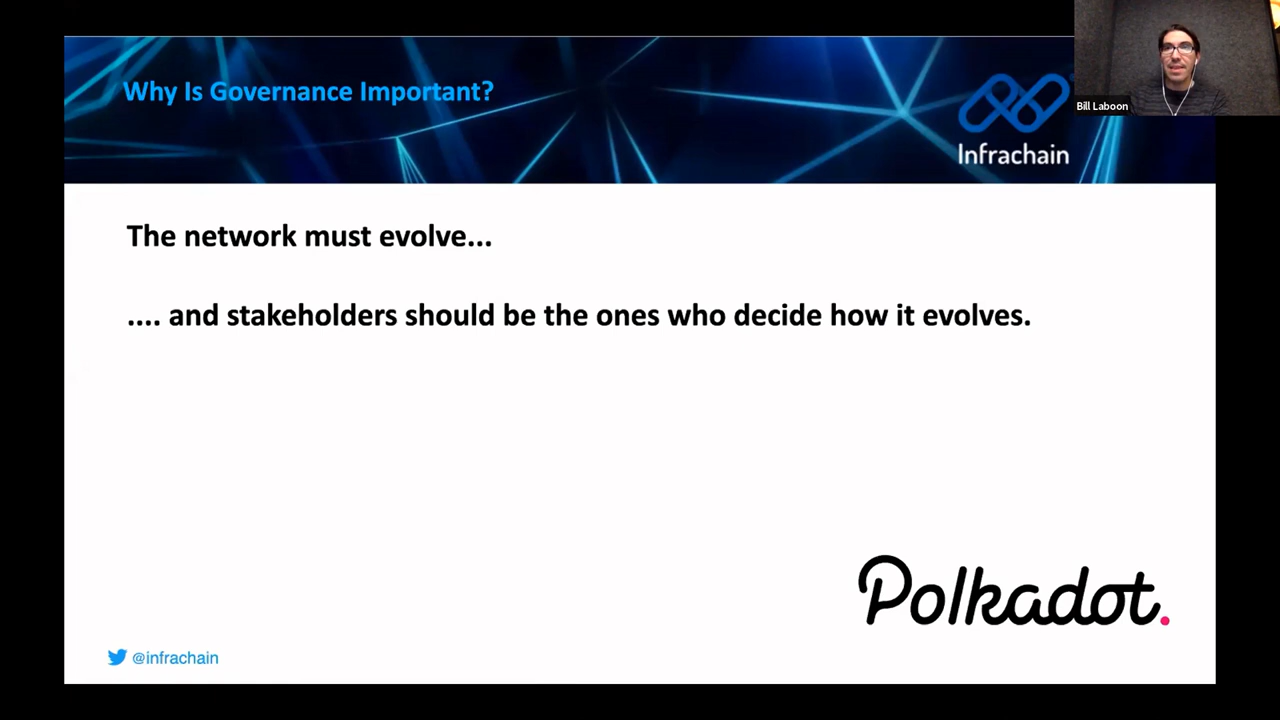 Why Is Governance Important?
Bill Laboon
Infrachain
The network must evolve...
.... and stakeholders should be the ones who decide how it evolves.
Polkadot.
@infrachain